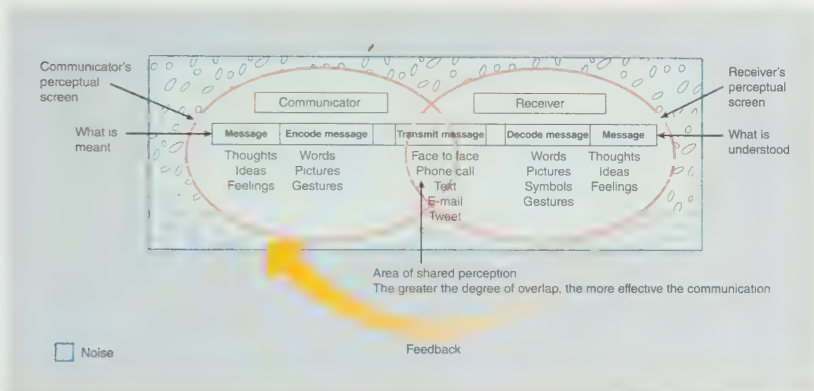 Communicator's
perceptual
screen
Receiver's
perceptual
screen
Communicator
Receiver
What is
meant
Message
Encode message
Transmit message
Decode message
Message
What is
understood
Thoughts
Ideas
Feelings
Words
Pictures
Gestures
Face to face
Phone call
Text
E-mail
Tweet
Words
Pictures
Symbols
Gestures
Thoughts
Ideas
Feelings
Area of shared perception
The greater the degree of overlap, the more effective the communication
Noise
Feedback